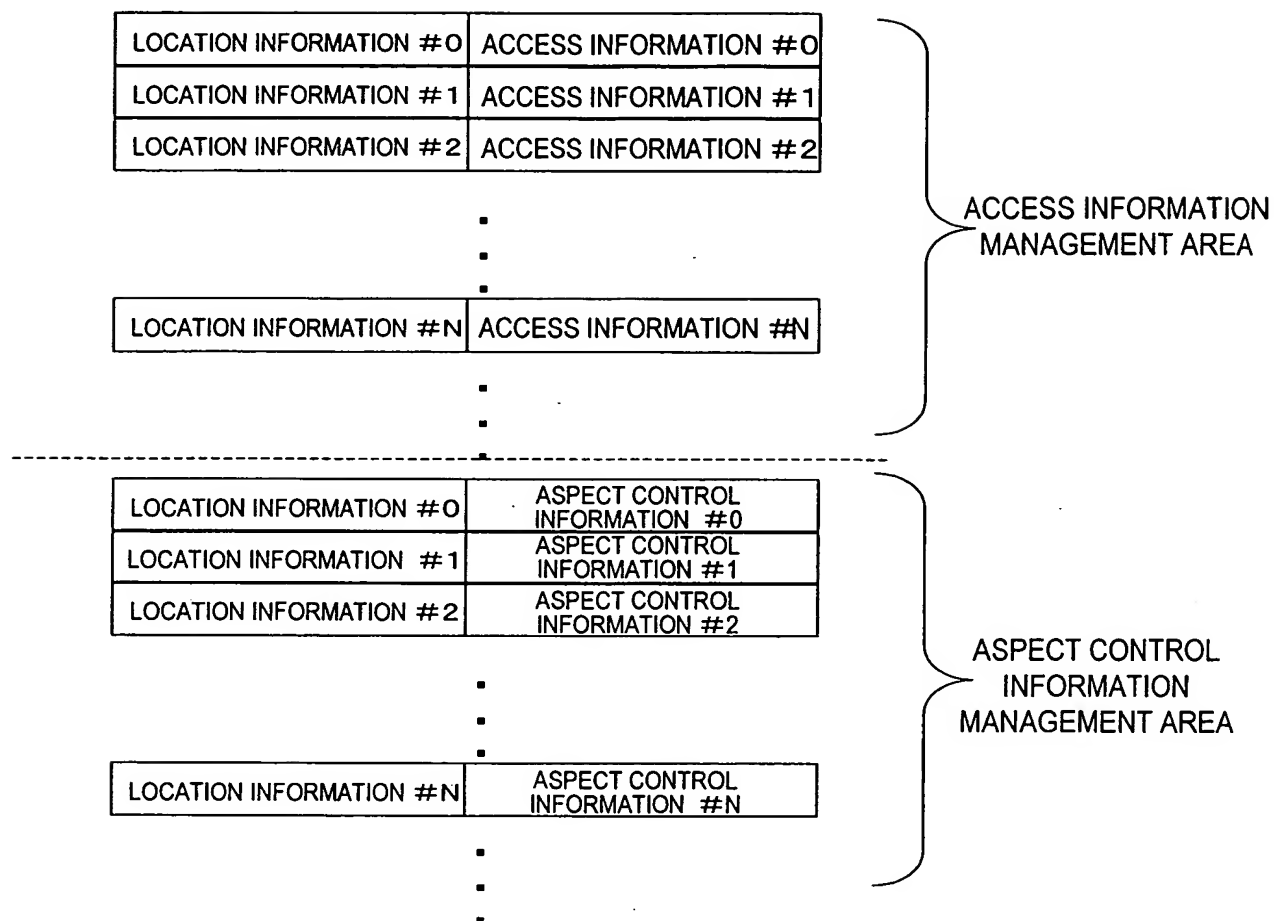 LOCATION INFORMATION #0 ACCESS INFORMATION #0
LOCATION INFORMATION #1 ACCESS INFORMATION #1
LOCATION INFORMATION #2 ACCESS INFORMATION #2
ACCESS INFORMATION
MANAGEMENT AREA
LOCATION INFORMATION #N ACCESS INFORMATION #N
LOCATION INFORMATION #0 ASPECT CONTROL
INFORMATION #0
LOCATION INFORMATION #1 ASPECT CONTROL
INFORMATION #1
LOCATION INFORMATION #2 ASPECT CONTROL
INFORMATION #2
ASPECT CONTROL
INFORMATION
MANAGEMENT AREA
LOCATION INFORMATION #N ASPECT CONTROL
INFORMATION #N